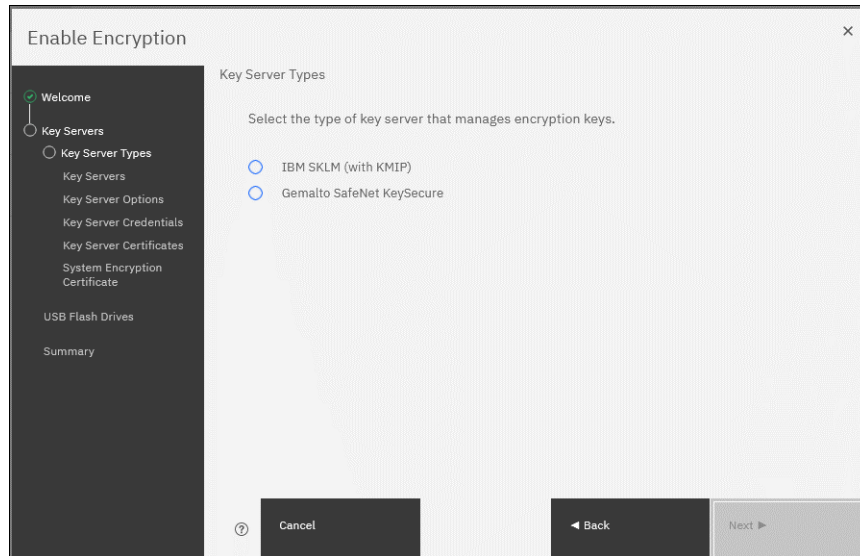 Enable Encryption
×
Welcome
Key Servers
Key Server Types
Key Servers
Key Server Options
Key Server Credentials
Key Server Certificates
System Encryption
Certificate
USB Flash Drives
Summary
Key Server Types
Select the type of key server that manages encryption keys.
IBM SKLM (with KMIP)
Gemalto SafeNet KeySecure
?
Cancel
◀ Back
Next ▶